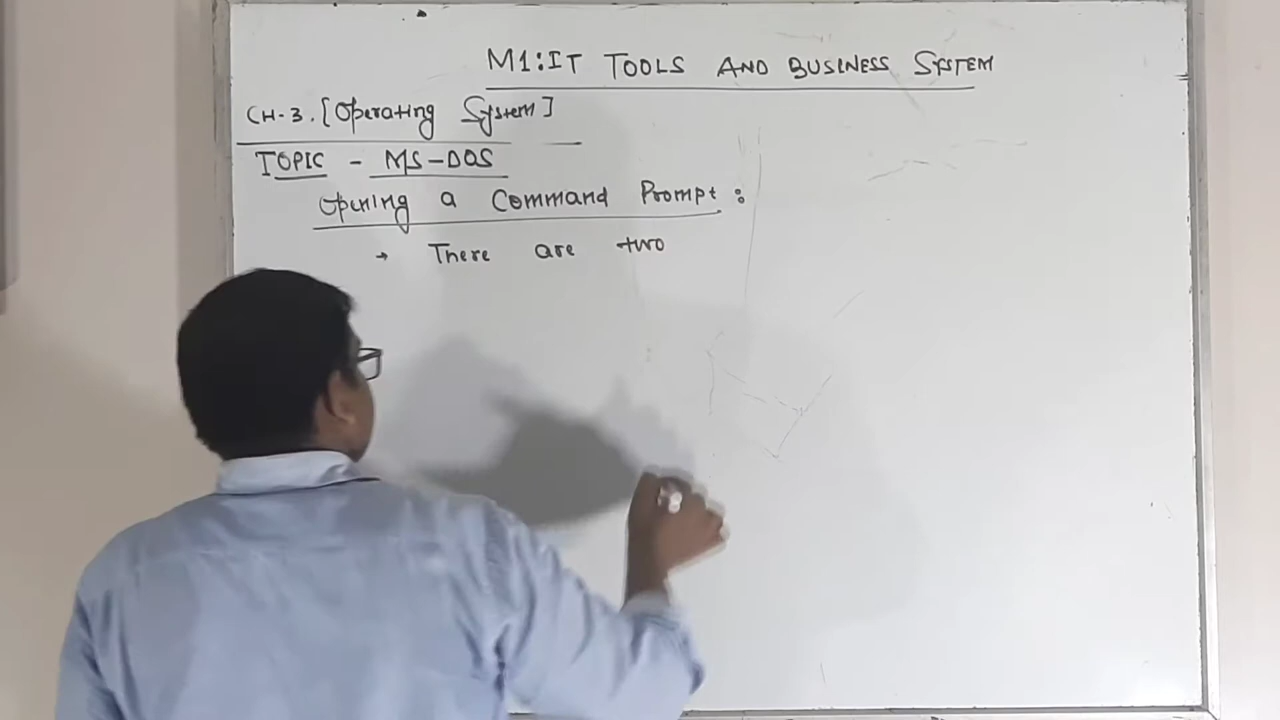 M1:IT TOOLS AND BUSINESS SYSTEM
CH-3. [Operating System]
TOPIC - MS-DOS
Opening a Command Prompt :
→ There are two